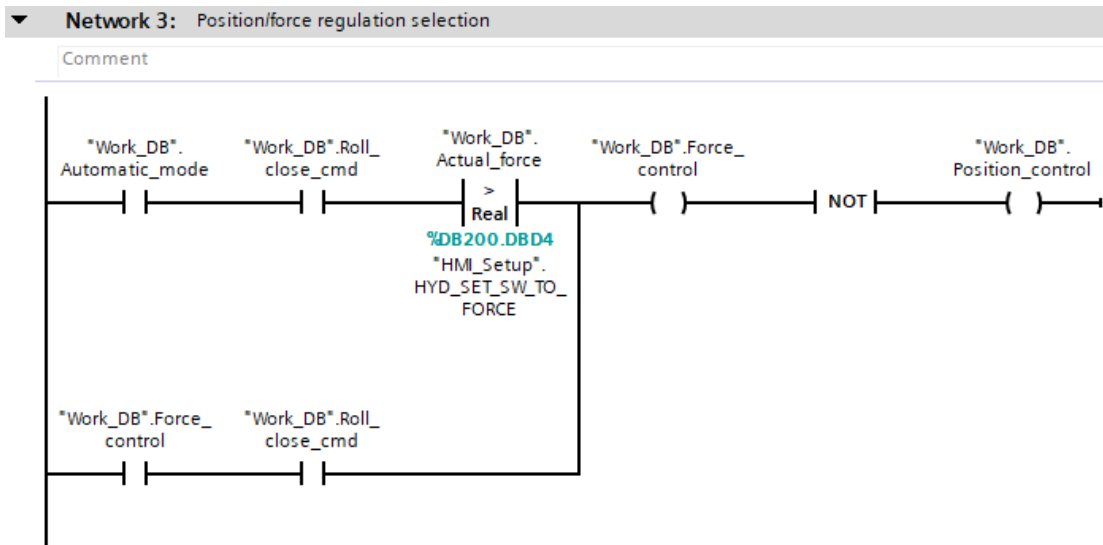 Network 3: Position/force regulation selection
Comment
"Work_DB".
Automatic_mode
"Work_DB".Roll_
close_cmd
"Work_DB".
Actual_force
>
Real
%DB200.DBD4
"HMI_Setup".
HYD_SET_SW_TO_
FORCE
"Work_DB".Force_
control
NOT
"Work_DB".
Position_control
"Work_DB".Force_
control
"Work_DB".Roll_
close_cmd